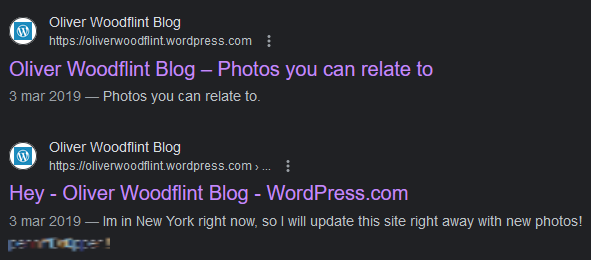 Oliver Woodflint Blog
https://oliverwoodflint.wordpress.com
Oliver Woodflint Blog – Photos you can relate to
3 mar 2019 — Photos you can relate to.
Oliver Woodflint Blog
https://oliverwoodflint.wordpress.com › ...
Hey - Oliver Woodflint Blog - WordPress.com
3 mar 2019 — Im in New York right now, so I will update this site right away with new photos!